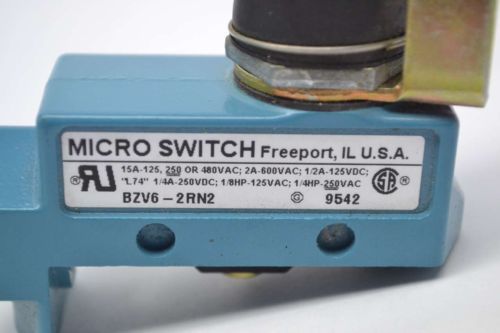 MICRO SWITCH Freeport, IL U.S.A.
15A-125, 250 OR 480VAC; 2A-600VAC; 1/2A-125VDC;
"L74" 1/4A-250VDC; 1/8HP-125VAC; 1/4HP-250VAC
BZV6-2RN2 9542